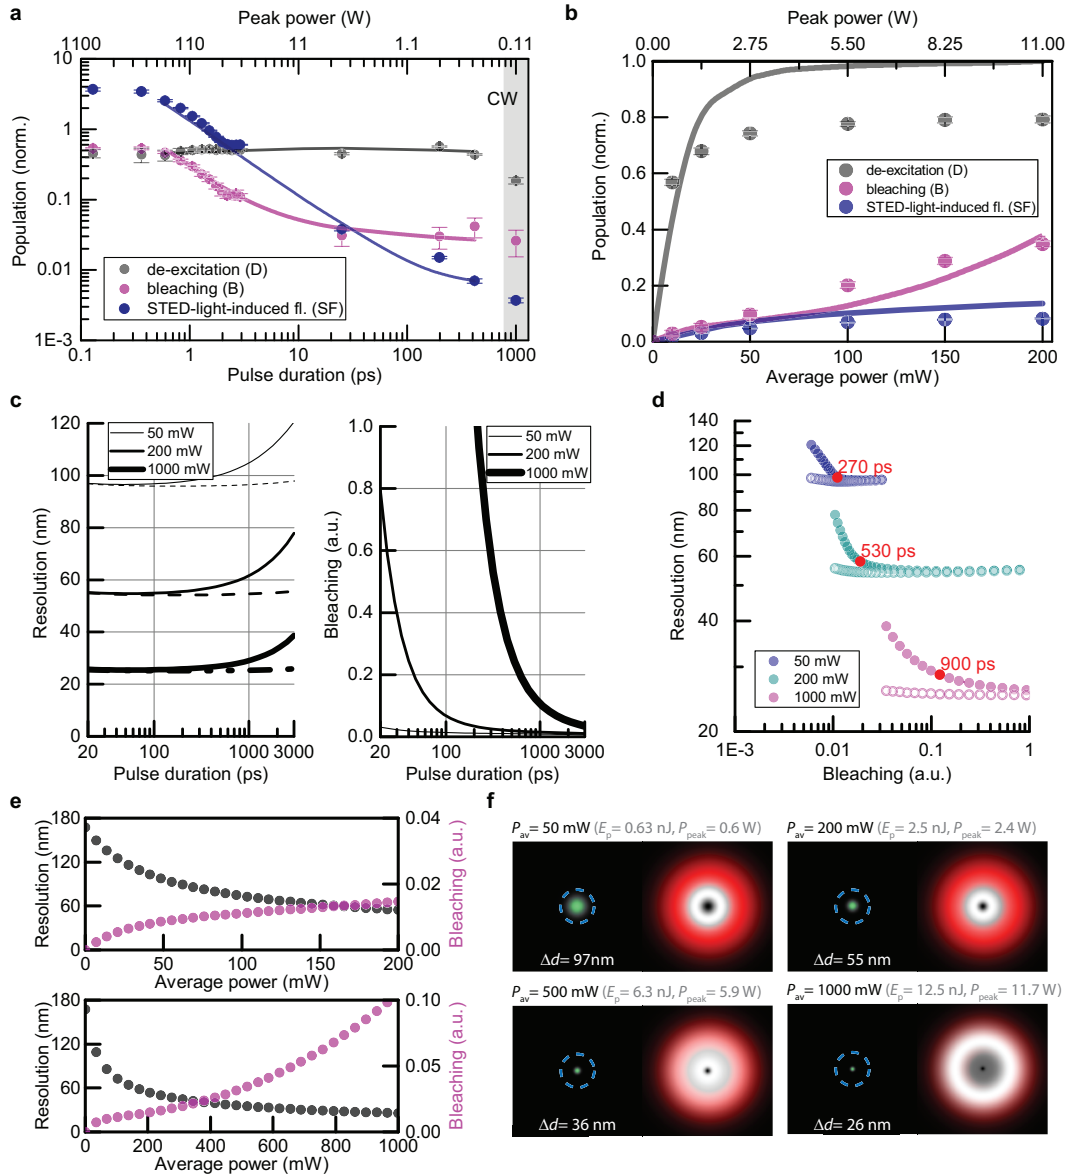 a
Peak power (W)
1100 110 11 1.1 0.11
Population (norm.)
10
1
0.1
0.01
1E-3
CW
de-excitation (D)
bleaching (B)
STED-light-induced fl. (SF)
0.1 1 10 100 1000
Pulse duration (ps)
b
Peak power (W)
0.00 2.75 5.50 8.25 11.00
Population (norm.)
1.0
0.8
0.6
0.4
0.2
0.0
de-excitation (D)
bleaching (B)
STED-light-induced fl. (SF)
0 50 100 150 200
Average power (mW)
c
Resolution (nm)
120
100
80
60
40
20
0
50 mW
200 mW
1000 mW
20 100 1000 3000
Pulse duration (ps)
Bleaching (a.u.)
1.0
0.8
0.6
0.4
0.2
0.0
50 mW
200 mW
1000 mW
20 100 1000 3000
Pulse duration (ps)
d
Resolution (nm)
140
120
100
80
60
40
20
270 ps
530 ps
900 ps
50 mW
200 mW
1000 mW
1E-3 0.01 0.1 1
Bleaching (a.u.)
e
Resolution (nm)
180
120
60
0
0.04
0.02
0.00
Bleaching (a.u.)
0 50 100 150 200
Average power (mW)
Resolution (nm)
180
120
60
0
0.10
0.05
0.00
Bleaching (a.u.)
0 200 400 600 800 1000
Average power (mW)
f
Pav= 50 mW (Ep= 0.63 nJ, Ppeak= 0.6 W)
Δd= 97nm
Pav= 200 mW (Ep= 2.5 nJ, Ppeak= 2.4 W)
Δd= 55 nm
Pav= 500 mW (Ep= 6.3 nJ, Ppeak= 5.9 W)
Δd= 36 nm
Pav= 1000 mW (Ep= 12.5 nJ, Ppeak= 11.7 W)
Δd= 26 nm